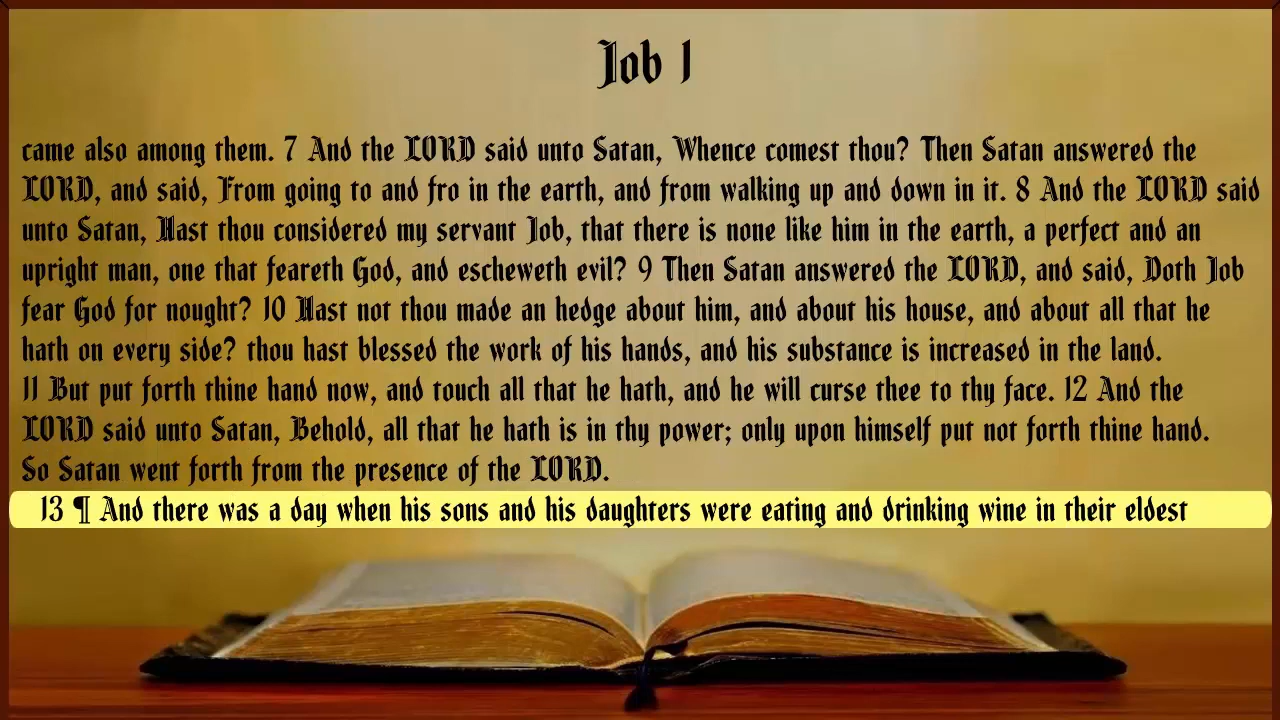 Job 1
came also among them. 7 And the LORD said unto Satan, Whence comest thou? Then Satan answered the
LORD, and said, From going to and fro in the earth, and from walking up and down in it. 8 And the LORD said
unto Satan, Hast thou considered my servant Job, that there is none like him in the earth, a perfect and an
upright man, one that feareth God, and escheweth evil? 9 Then Satan answered the LORD, and said, Doth Job
fear God for nought? 10 Hast not thou made an hedge about him, and about his house, and about all that he
hath on every side? thou hast blessed the work of his hands, and his substance is increased in the land.
11 But put forth thine hand now, and touch all that he hath, and he will curse thee to thy face. 12 And the
LORD said unto Satan, Behold, all that he hath is in thy power; only upon himself put not forth thine hand.
So Satan went forth from the presence of the LORD.
13 ¶ And there was a day when his sons and his daughters were eating and drinking wine in their eldest